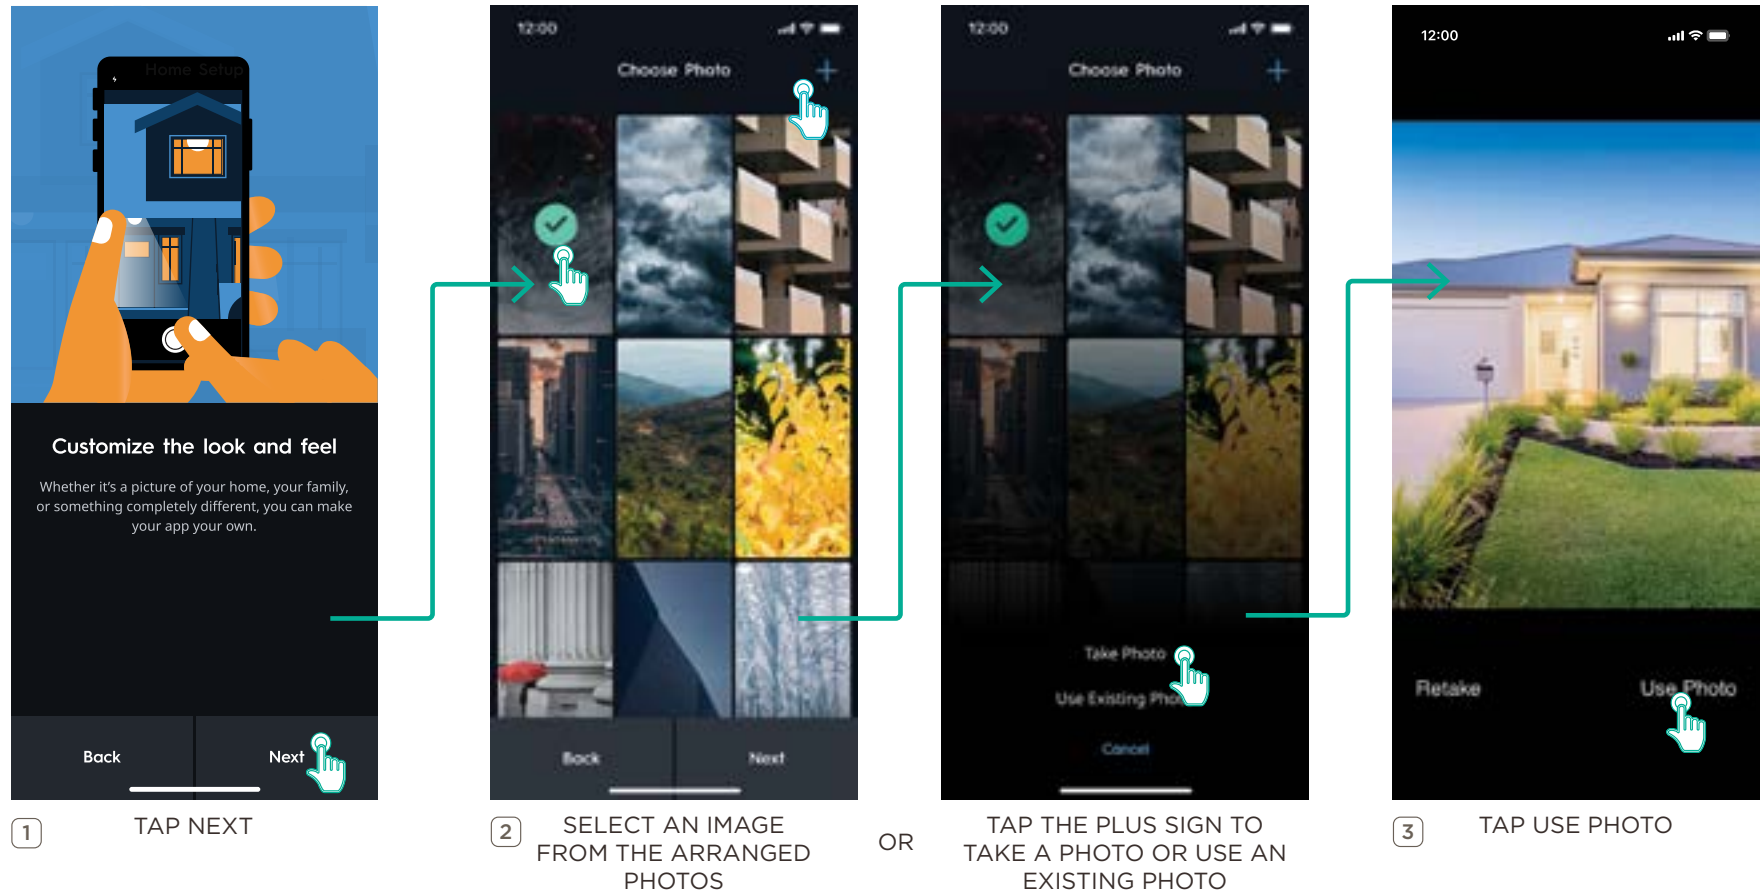 Home Setup
Customize the look and feel
Whether it's a picture of your home, your family,
or something completely different, you can make
your app your own.
Back
Next
1
TAP NEXT
12:00
Choose Photo
Back
Next
2
SELECT AN IMAGE
FROM THE ARRANGED
PHOTOS
OR
12:00
Choose Photo
Take Photo
Use Existing Photo
Cancel
TAP THE PLUS SIGN TO
TAKE A PHOTO OR USE AN
EXISTING PHOTO
12:00
Retake
Use Photo
3
TAP USE PHOTO